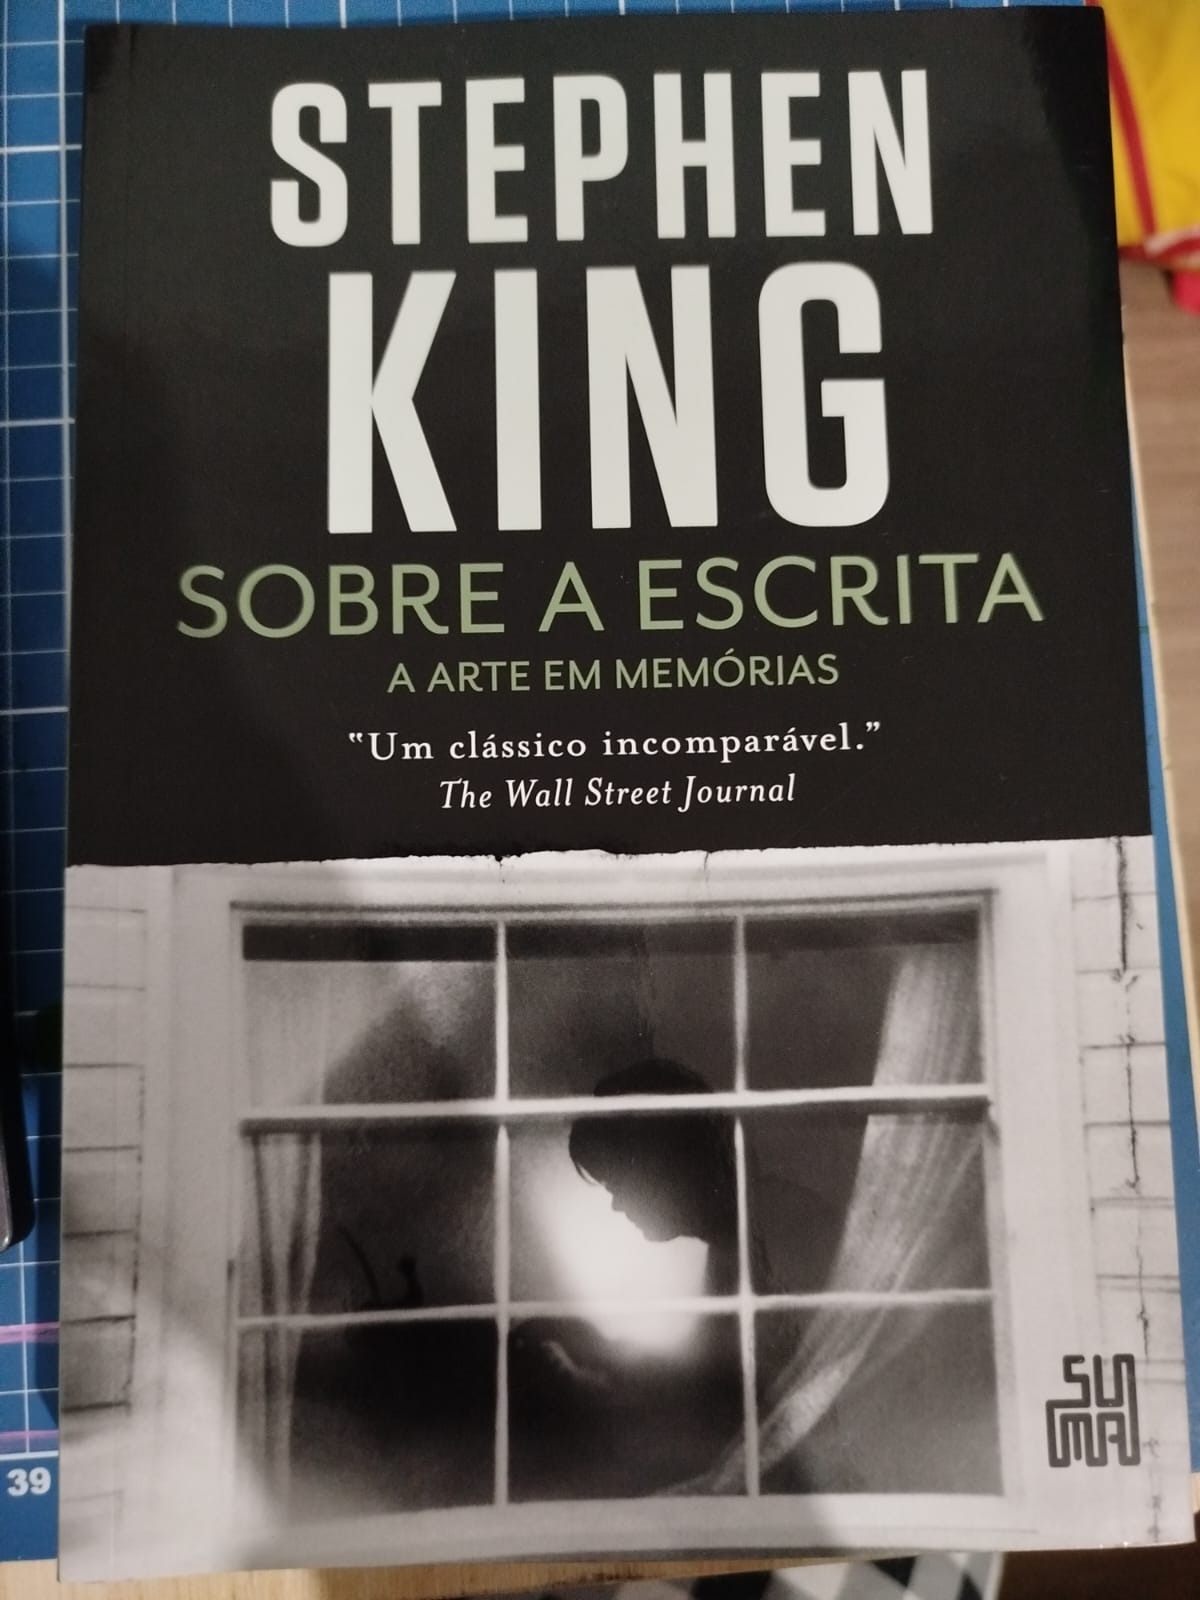 STEPHEN
KING
SOBRE A ESCRITA
A ARTE EM MEMÓRIAS
“Um clássico incomparável.”
The Wall Street Journal
SUMA
39